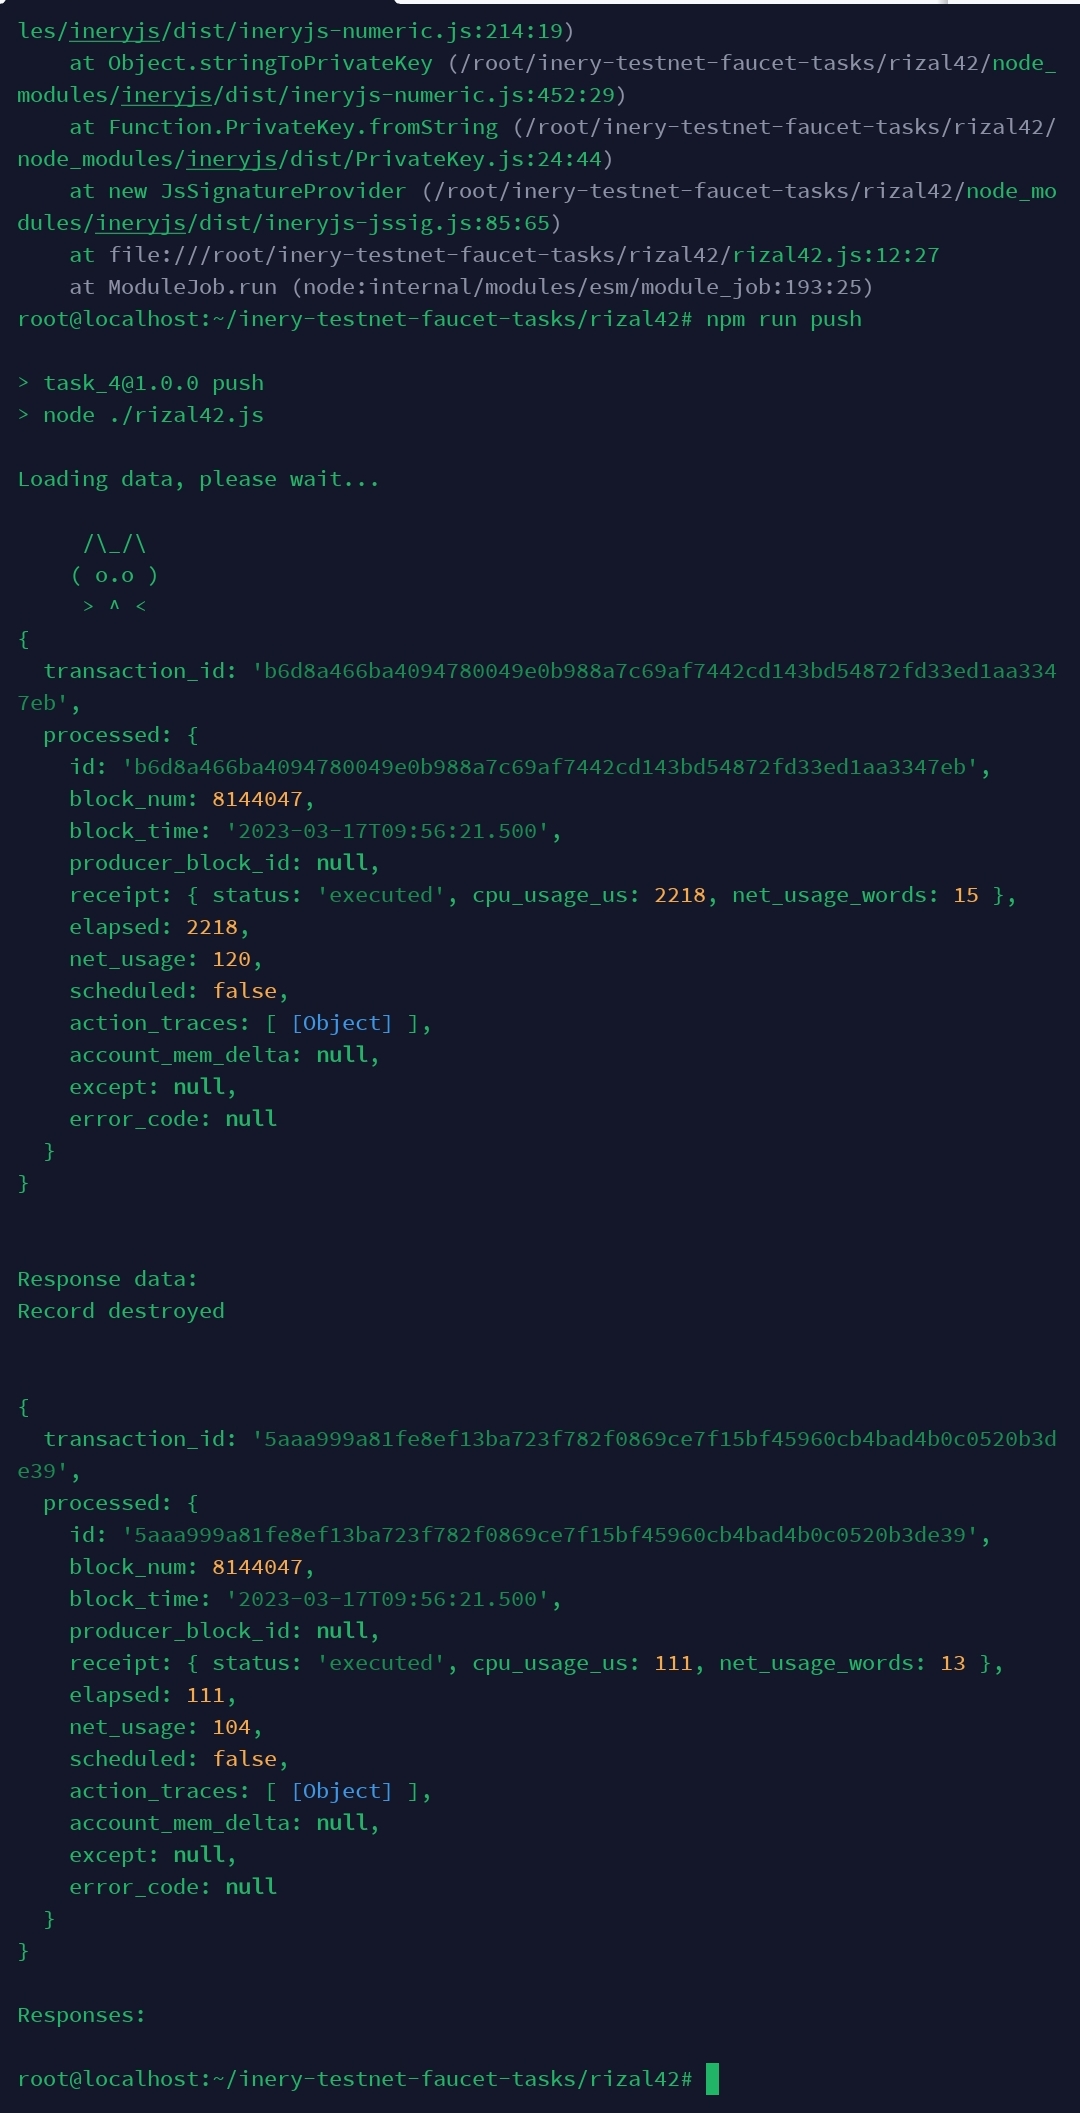 les/ineryjs/dist/ineryjs-numeric.js:214:19)
    at Object.stringToPrivateKey (/root/inery-testnet-faucet-tasks/rizal42/node_
modules/ineryjs/dist/ineryjs-numeric.js:452:29)
    at Function.PrivateKey.fromString (/root/inery-testnet-faucet-tasks/rizal42/
node_modules/ineryjs/dist/PrivateKey.js:24:44)
    at new JsSignatureProvider (/root/inery-testnet-faucet-tasks/rizal42/node_mo
dules/ineryjs/dist/ineryjs-jssig.js:85:65)
    at file:///root/inery-testnet-faucet-tasks/rizal42/rizal42.js:12:27
    at ModuleJob.run (node:internal/modules/esm/module_job:193:25)
root@localhost:~/inery-testnet-faucet-tasks/rizal42# npm run push

> task_4@1.0.0 push
> node ./rizal42.js

Loading data, please wait...

     /\_/\
    ( o.o )
     > ^ <
{
  transaction_id: 'b6d8a466ba4094780049e0b988a7c69af7442cd143bd54872fd33ed1aa334
7eb',
  processed: {
    id: 'b6d8a466ba4094780049e0b988a7c69af7442cd143bd54872fd33ed1aa3347eb',
    block_num: 8144047,
    block_time: '2023-03-17T09:56:21.500',
    producer_block_id: null,
    receipt: { status: 'executed', cpu_usage_us: 2218, net_usage_words: 15 },
    elapsed: 2218,
    net_usage: 120,
    scheduled: false,
    action_traces: [ [Object] ],
    account_mem_delta: null,
    except: null,
    error_code: null
  }
}

Response data:
Record destroyed

{
  transaction_id: '5aaa999a81fe8ef13ba723f782f0869ce7f15bf45960cb4bad4b0c0520b3d
e39',
  processed: {
    id: '5aaa999a81fe8ef13ba723f782f0869ce7f15bf45960cb4bad4b0c0520b3de39',
    block_num: 8144047,
    block_time: '2023-03-17T09:56:21.500',
    producer_block_id: null,
    receipt: { status: 'executed', cpu_usage_us: 111, net_usage_words: 13 },
    elapsed: 111,
    net_usage: 104,
    scheduled: false,
    action_traces: [ [Object] ],
    account_mem_delta: null,
    except: null,
    error_code: null
  }
}

Responses:

root@localhost:~/inery-testnet-faucet-tasks/rizal42#